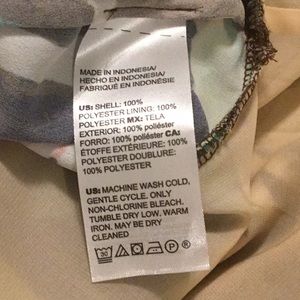 MADE IN INDONESIA/
HECHO EN INDONESIA/
FABRIQUÉ EN INDONÉSIE
US: SHELL: 100%
POLYESTER LINING: 100%
POLYESTER MX: TELA
EXTERIOR: 100% poliéster
FORRO: 100% poliéster CA:
ÉTOFFE EXTÉRIEURE: 100%
POLYESTER DOUBLURE:
100% POLYESTER
US: MACHINE WASH COLD,
GENTLE CYCLE. ONLY
NON-CHLORINE BLEACH.
TUMBLE DRY LOW. WARM
IRON. MAY BE DRY
CLEANED
30 P